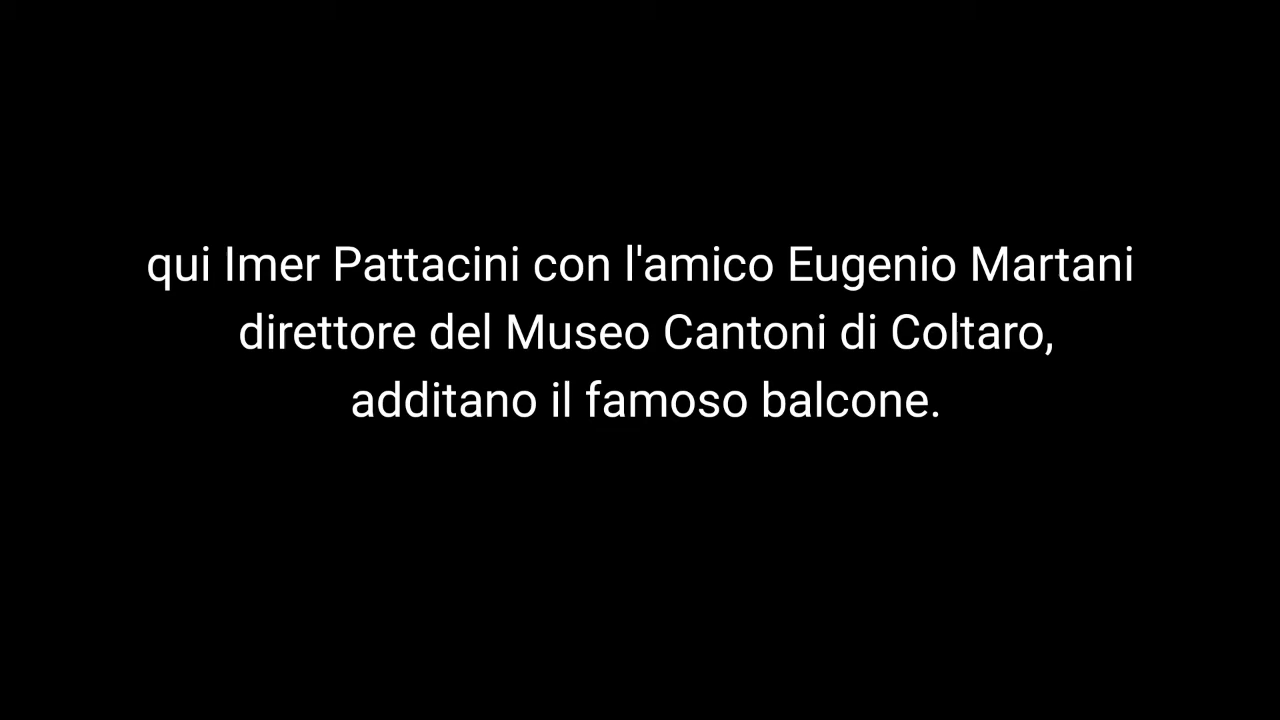 qui Imer Pattacini con l'amico Eugenio Martani
direttore del Museo Cantoni di Coltaro,
additano il famoso balcone.